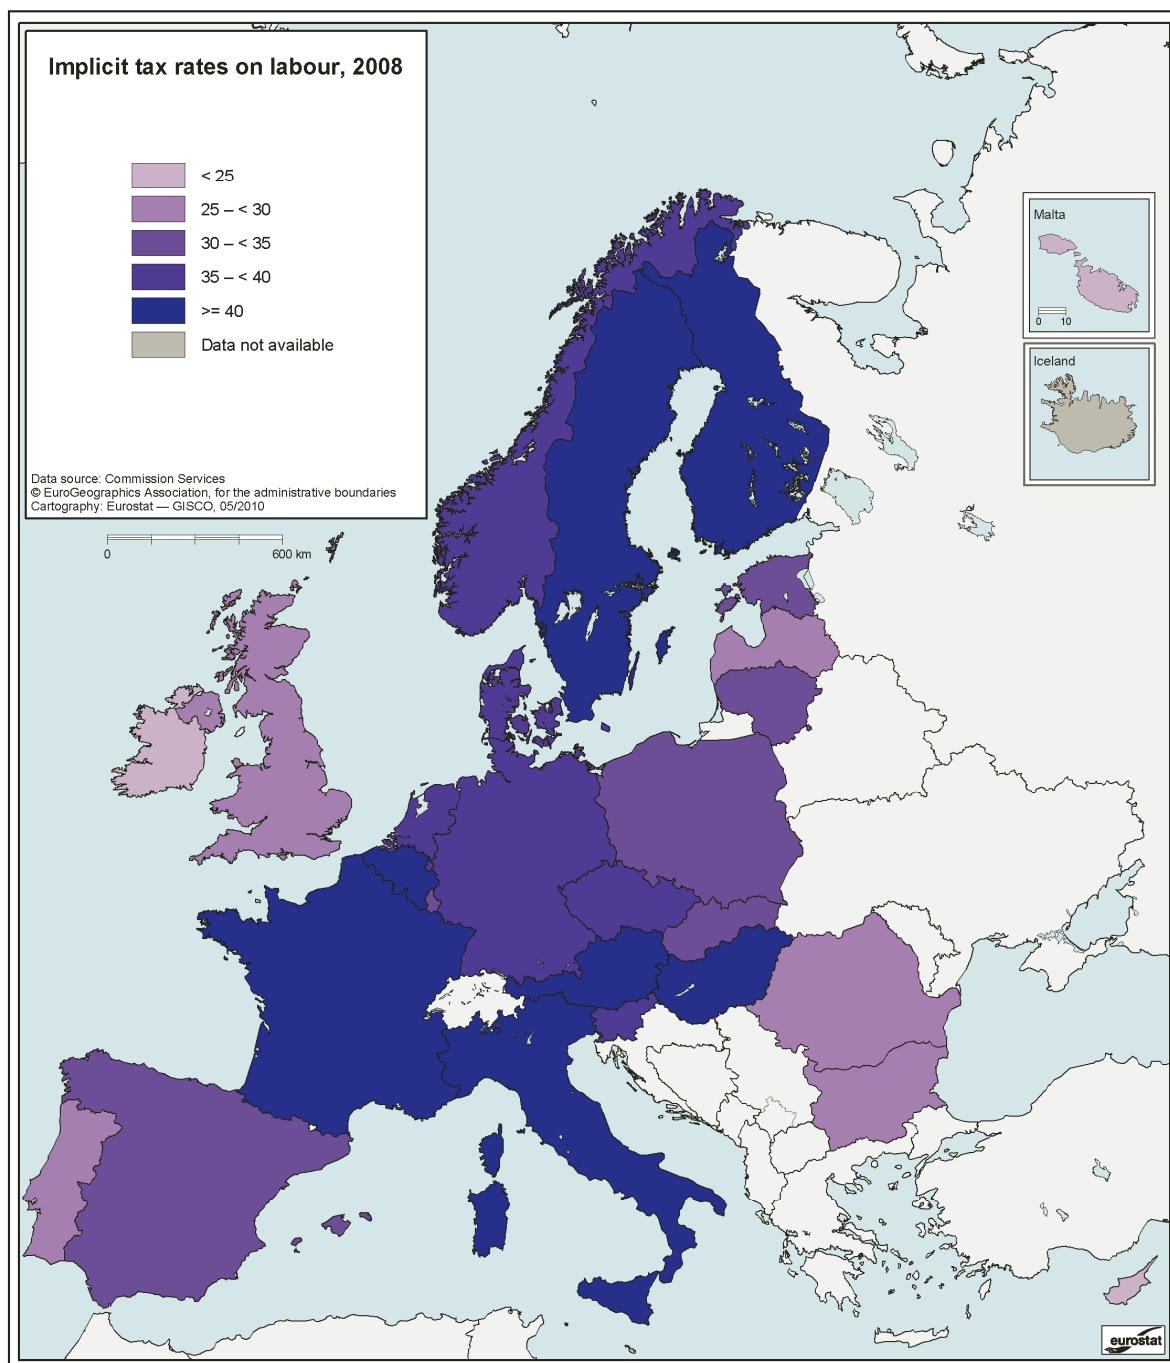 Implicit tax rates on labour, 2008
< 25
25 – < 30
30 – < 35
35 – < 40
>= 40
Data not available
Data source: Commission Services
© EuroGeographics Association, for the administrative boundaries
Cartography: Eurostat — GISCO, 05/2010
0 600 km
Malta
0 10
Iceland
eurostat